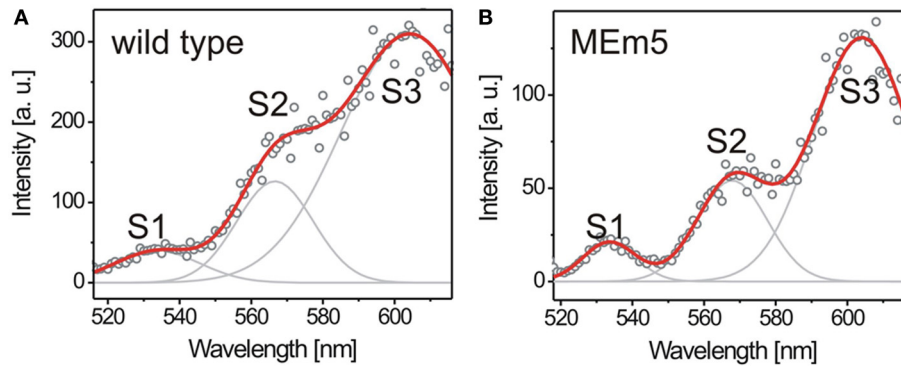 A
wild type
300
200
100
0
S1
S2
S3
Intensity [a. u.]
520 540 560 580 600
Wavelength [nm]
B
MEm5
100
50
0
S1
S2
S3
Intensity [a. u.]
520 540 560 580 600
Wavelength [nm]